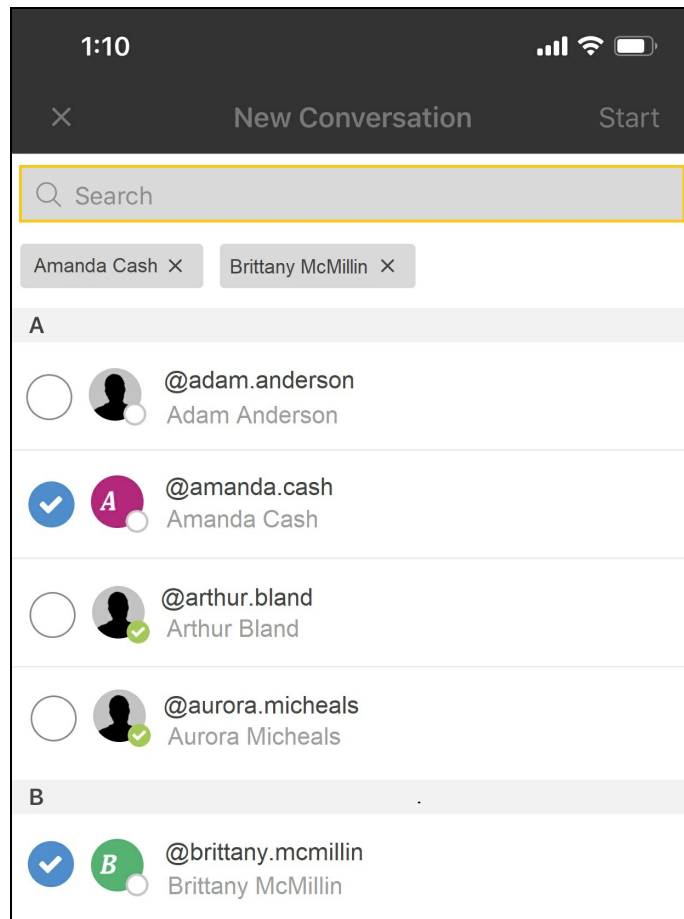 1:10
New Conversation Start
Search
Amanda Cash Brittany McMillin
A
@adam.anderson
Adam Anderson
A @amanda.cash
Amanda Cash
@arthur.bland
Arthur Bland
@aurora.micheals
Aurora Micheals
B
B @brittany.mcmillin
Brittany McMillin